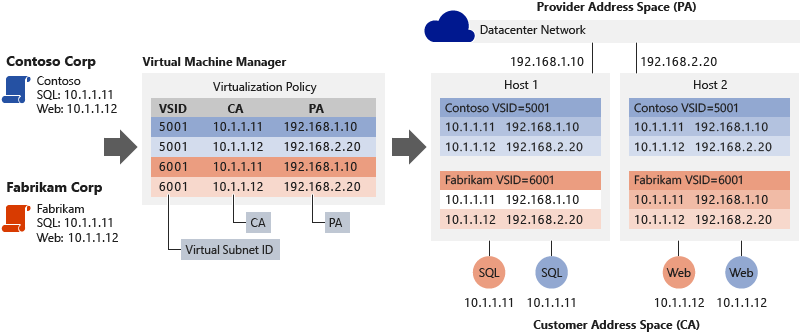 Provider Address Space (PA)
Datacenter Network
192.168.1.10
192.168.2.20
Contoso Corp
Contoso
SQL: 10.1.1.11
Web: 10.1.1.12
Fabrikam Corp
Fabrikam
SQL: 10.1.1.11
Web: 10.1.1.12
Virtual Machine Manager
Virtualization Policy
VSID CA PA
5001 10.1.1.11 192.168.1.10
5001 10.1.1.12 192.168.2.20
6001 10.1.1.11 192.168.1.10
6001 10.1.1.12 192.168.2.20
CA
PA
Virtual Subnet ID
Host 1
Contoso VSID=5001
10.1.1.11 192.168.1.10
10.1.1.12 192.168.2.20
Fabrikam VSID=6001
10.1.1.11 192.168.1.10
10.1.1.12 192.168.2.20
SQL
SQL
10.1.1.11
10.1.1.11
Host 2
Contoso VSID=5001
10.1.1.11 192.168.1.10
10.1.1.12 192.168.2.20
Fabrikam VSID=6001
10.1.1.11 192.168.1.10
10.1.1.12 192.168.2.20
Web
Web
10.1.1.12
10.1.1.12
Customer Address Space (CA)